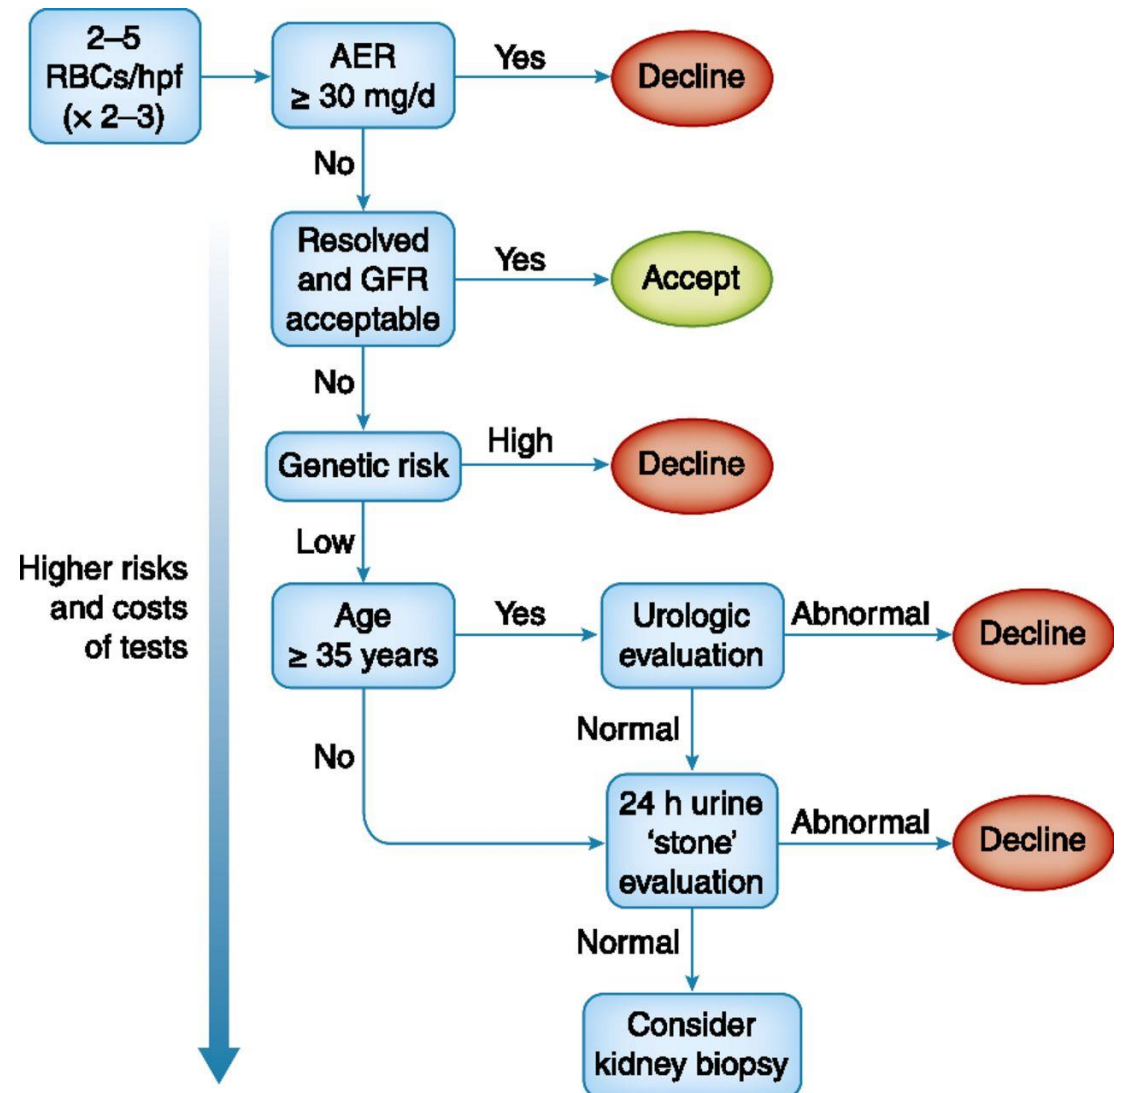 2–5
RBCs/hpf
(× 2–3)
AER
≥ 30 mg/d
Yes
Decline
No
Resolved
and GFR
acceptable
Yes
Accept
No
Genetic risk
High
Decline
Low
Higher risks
and costs
of tests
Age
≥ 35 years
Yes
Urologic
evaluation
Abnormal
Decline
No
Normal
24 h urine
‘stone’
evaluation
Abnormal
Decline
Normal
Consider
kidney biopsy